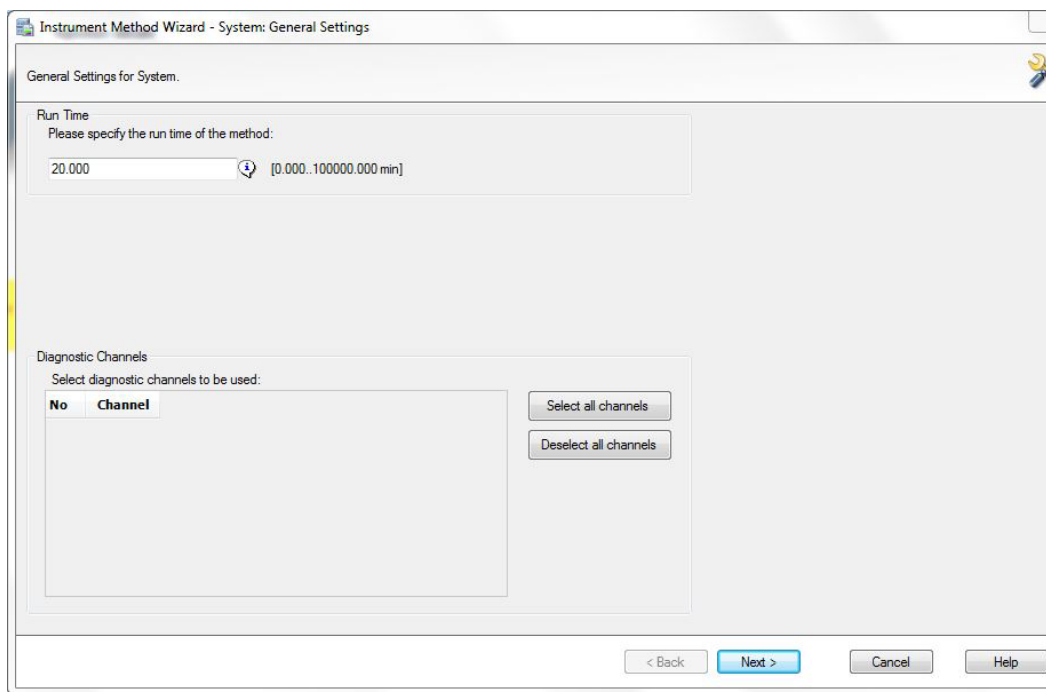 Instrument Method Wizard - System: General Settings
General Settings for System.
Run Time
Please specify the run time of the method:
20.000 [0.000..100000.000 min]
Diagnostic Channels
Select diagnostic channels to be used:
No Channel
Select all channels
Deselect all channels
< Back Next > Cancel Help